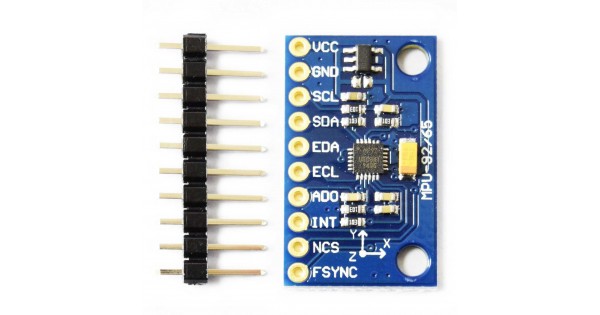 VCC
GND
SCL
SDA
EDA
ECL
ADO
INT
NCS
FSYNC
MPU-92/65
Y
X
Z